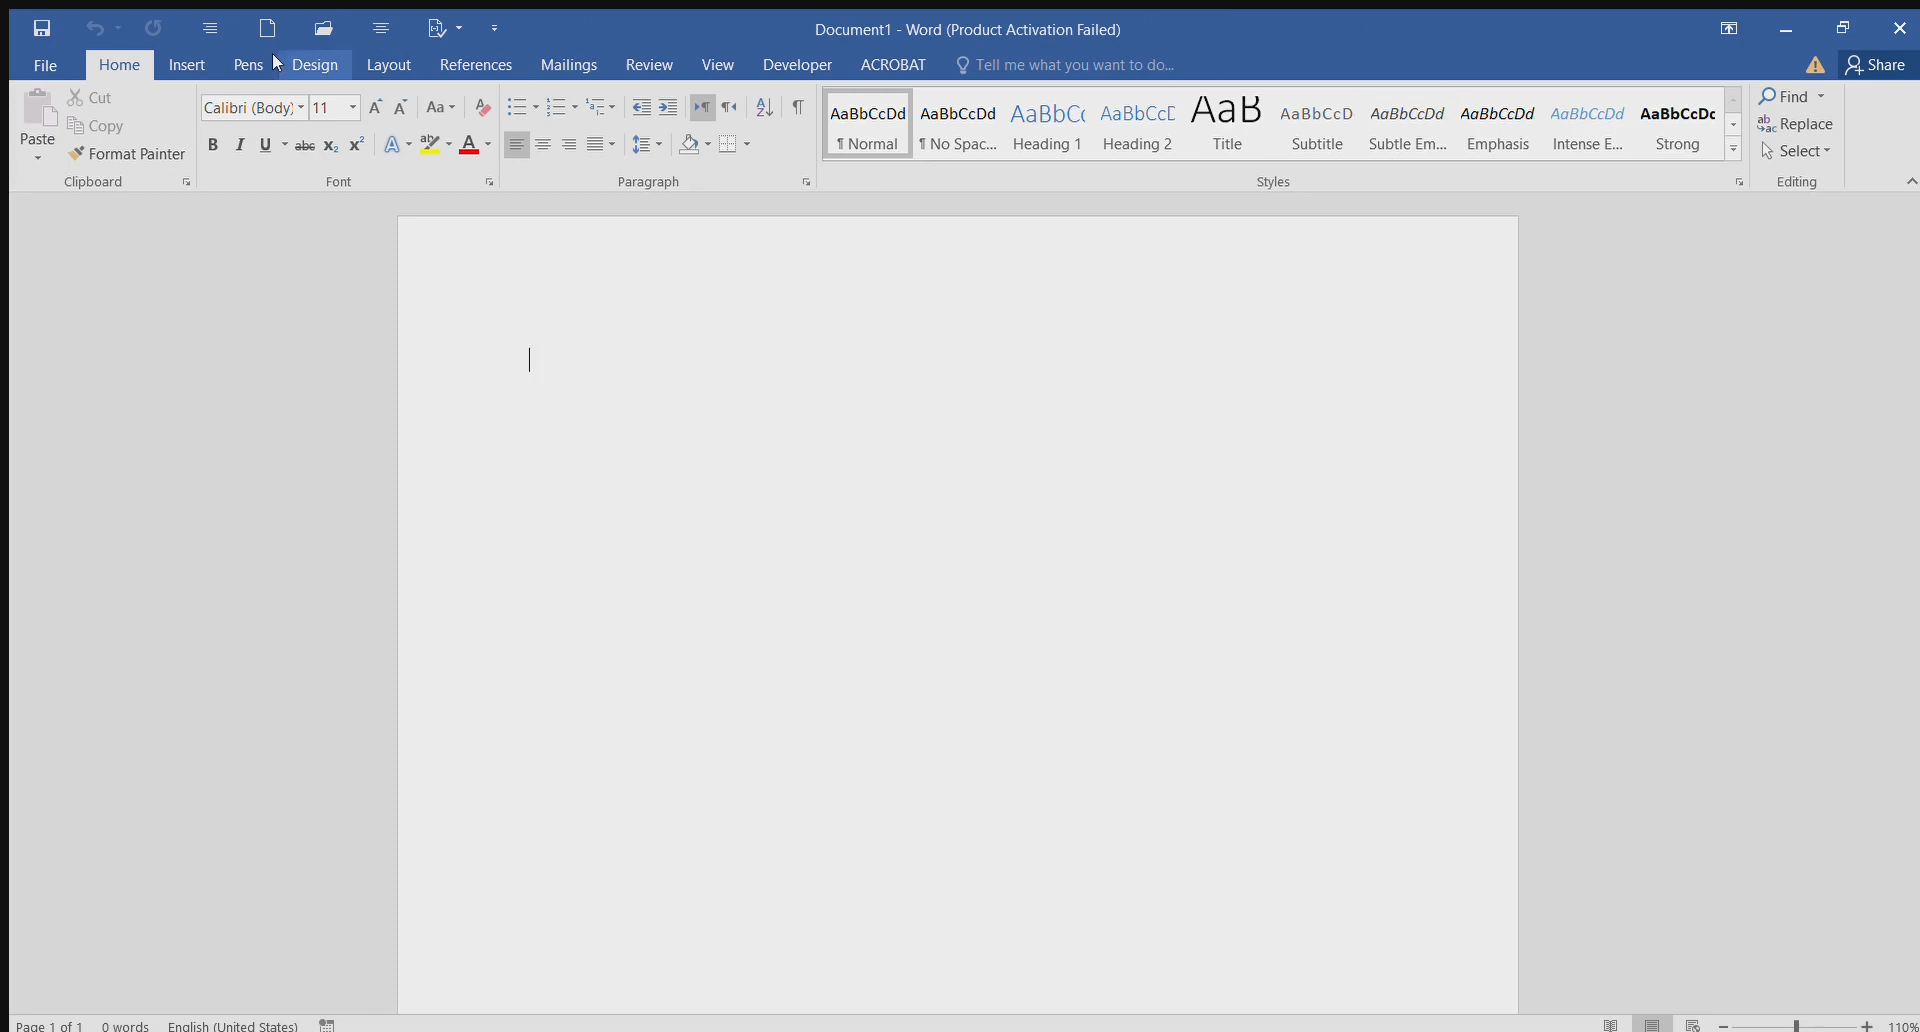 Document1 - Word (Product Activation Failed)
File Home Insert Pens Design Layout References Mailings Review View Developer ACROBAT Tell me what you want to do... Share
Paste
Cut
Copy
Format Painter
Clipboard
Calibri (Body) 11 Aa
B I U abc X₂ X² A A
Font
Paragraph
AaBbCcDd AaBbCcDd AaBbCc AaBbCcD AaB AaBbCcD AaBbCcDd AaBbCcDd AaBbCcDd AaBbCcDc
¶ Normal ¶ No Spac... Heading 1 Heading 2 Title Subtitle Subtle Em... Emphasis Intense E... Strong
Styles
Find
Replace
Select
Editing
Page 1 of 1 0 words English (United States) 110%